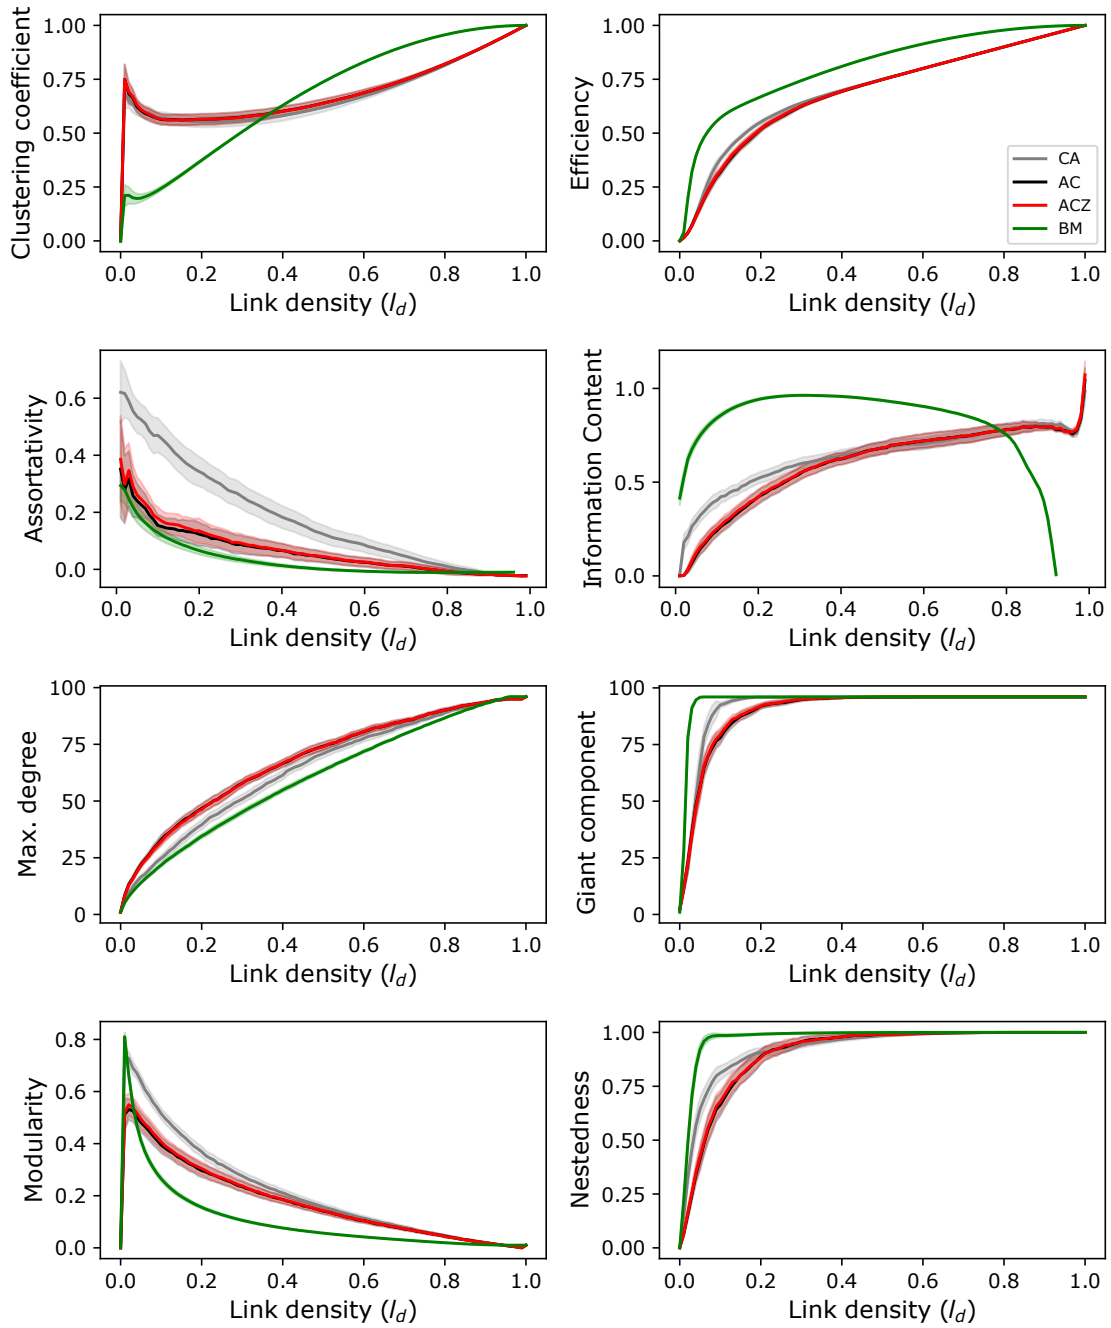 Clustering coefficient
1.00
0.75
0.50
0.25
0.00
0.0 0.2 0.4 0.6 0.8 1.0
Link density (l_d)
Efficiency
1.00
0.75
0.50
0.25
0.00
CA
AC
ACZ
BM
0.0 0.2 0.4 0.6 0.8 1.0
Link density (l_d)
Assortativity
0.6
0.4
0.2
0.0
0.0 0.2 0.4 0.6 0.8 1.0
Link density (l_d)
Information Content
1.0
0.5
0.0
0.0 0.2 0.4 0.6 0.8 1.0
Link density (l_d)
Max. degree
100
75
50
25
0
0.0 0.2 0.4 0.6 0.8 1.0
Link density (l_d)
Giant component
100
75
50
25
0
0.0 0.2 0.4 0.6 0.8 1.0
Link density (l_d)
Modularity
0.8
0.6
0.4
0.2
0.0
0.0 0.2 0.4 0.6 0.8 1.0
Link density (l_d)
Nestedness
1.00
0.75
0.50
0.25
0.00
0.0 0.2 0.4 0.6 0.8 1.0
Link density (l_d)